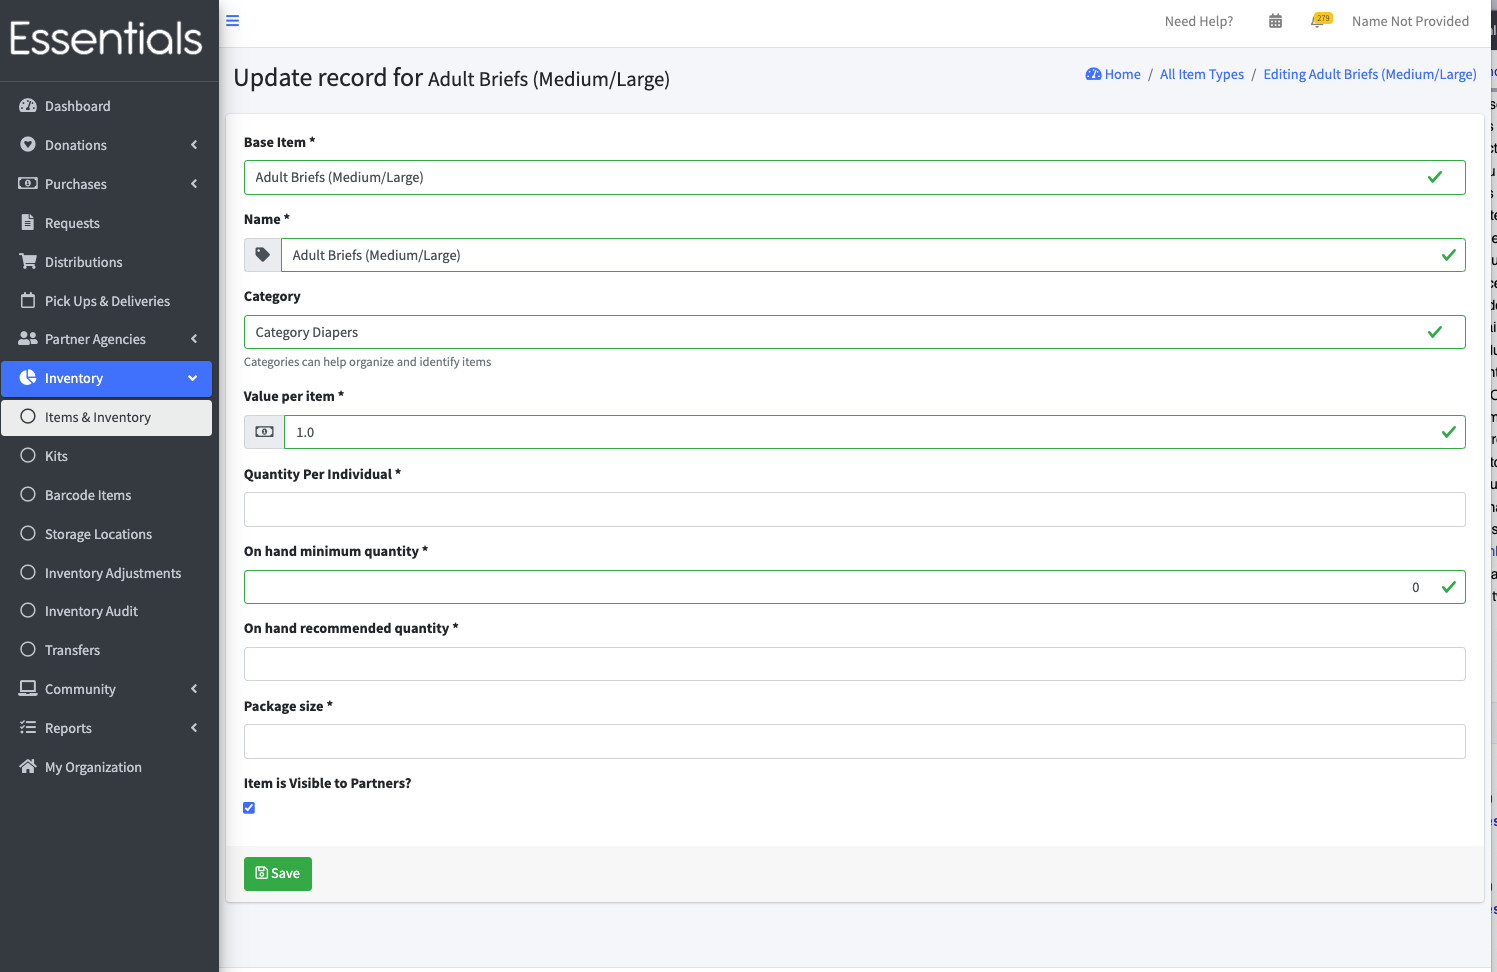 Essentials
Need Help?
279
Name Not Provided
Update record for Adult Briefs (Medium/Large)
Home / All Item Types / Editing Adult Briefs (Medium/Large)
Dashboard
Donations
Purchases
Requests
Distributions
Pick Ups & Deliveries
Partner Agencies
Inventory
Items & Inventory
Kits
Barcode Items
Storage Locations
Inventory Adjustments
Inventory Audit
Transfers
Community
Reports
My Organization
Base Item *
Adult Briefs (Medium/Large)
Name *
Adult Briefs (Medium/Large)
Category
Category Diapers
Categories can help organize and identify items
Value per item *
1.0
Quantity Per Individual *
On hand minimum quantity *
0
On hand recommended quantity *
Package size *
Item is Visible to Partners?
Save